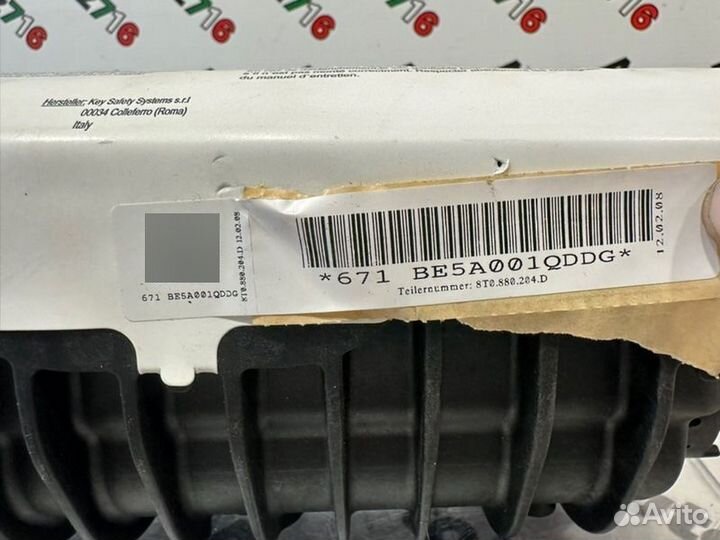 du manuel d'entretien.
Hersteller: Key Safety Systems s.r.l
00034 Colleferro (Roma)
Italy
671 BE5A001QDDG
8T0.880.204.D 12.02.08
*671 BE5A001QDDG*
Teilernummer: 8T0.880.204.D
12.02.08
Avito